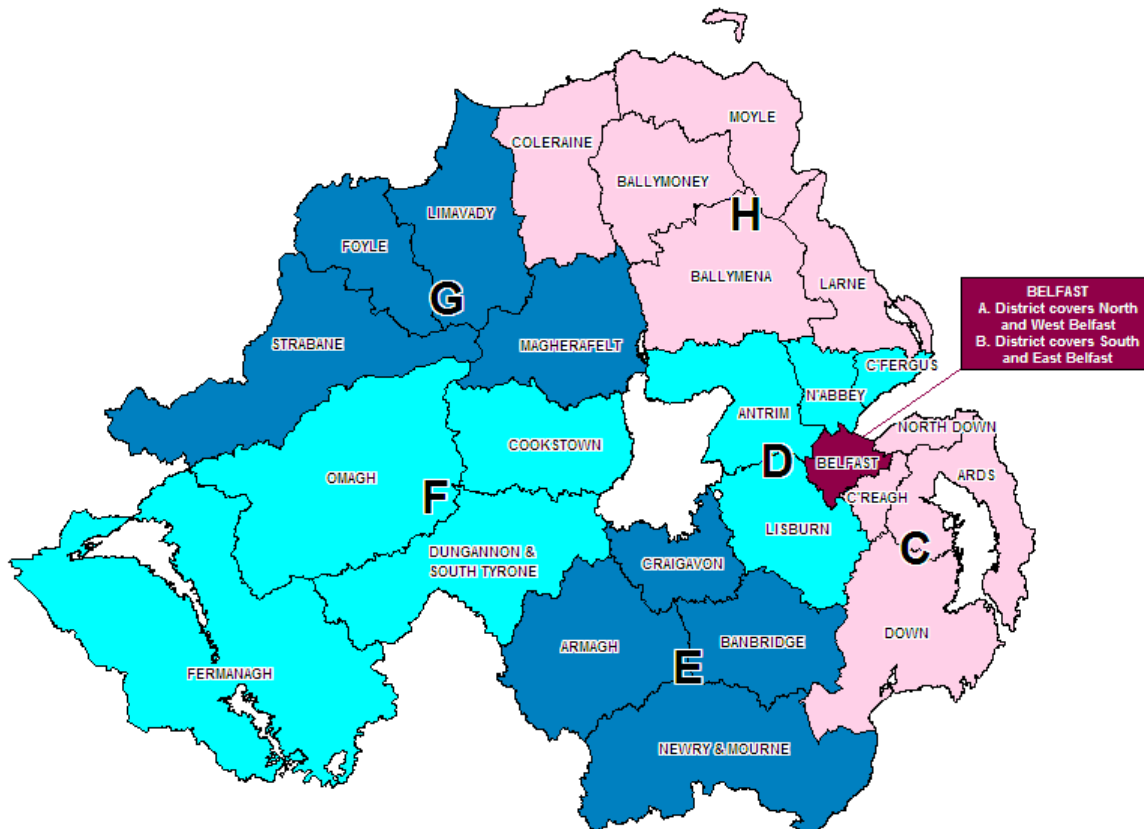 MOYLE
COLERAINE
BALLYMONEY
LIMAVADY
H
FOYLE
BALLYMENA
LARNE
G
BELFAST
A. District covers North
and West Belfast
B. District covers South
and East Belfast
STRABANE
MAGHERAFELT
C'FERGUS
N'ABBEY
ANTRIM
NORTH DOWN
COOKSTOWN
D
BELFAST
OMAGH
ARDS
F
C'REAGH
LISBURN
C
DUNGANNON &
SOUTH TYRONE
CRAIGAVON
DOWN
ARMAGH
BANBRIDGE
E
FERMANAGH
NEWRY & MOURNE